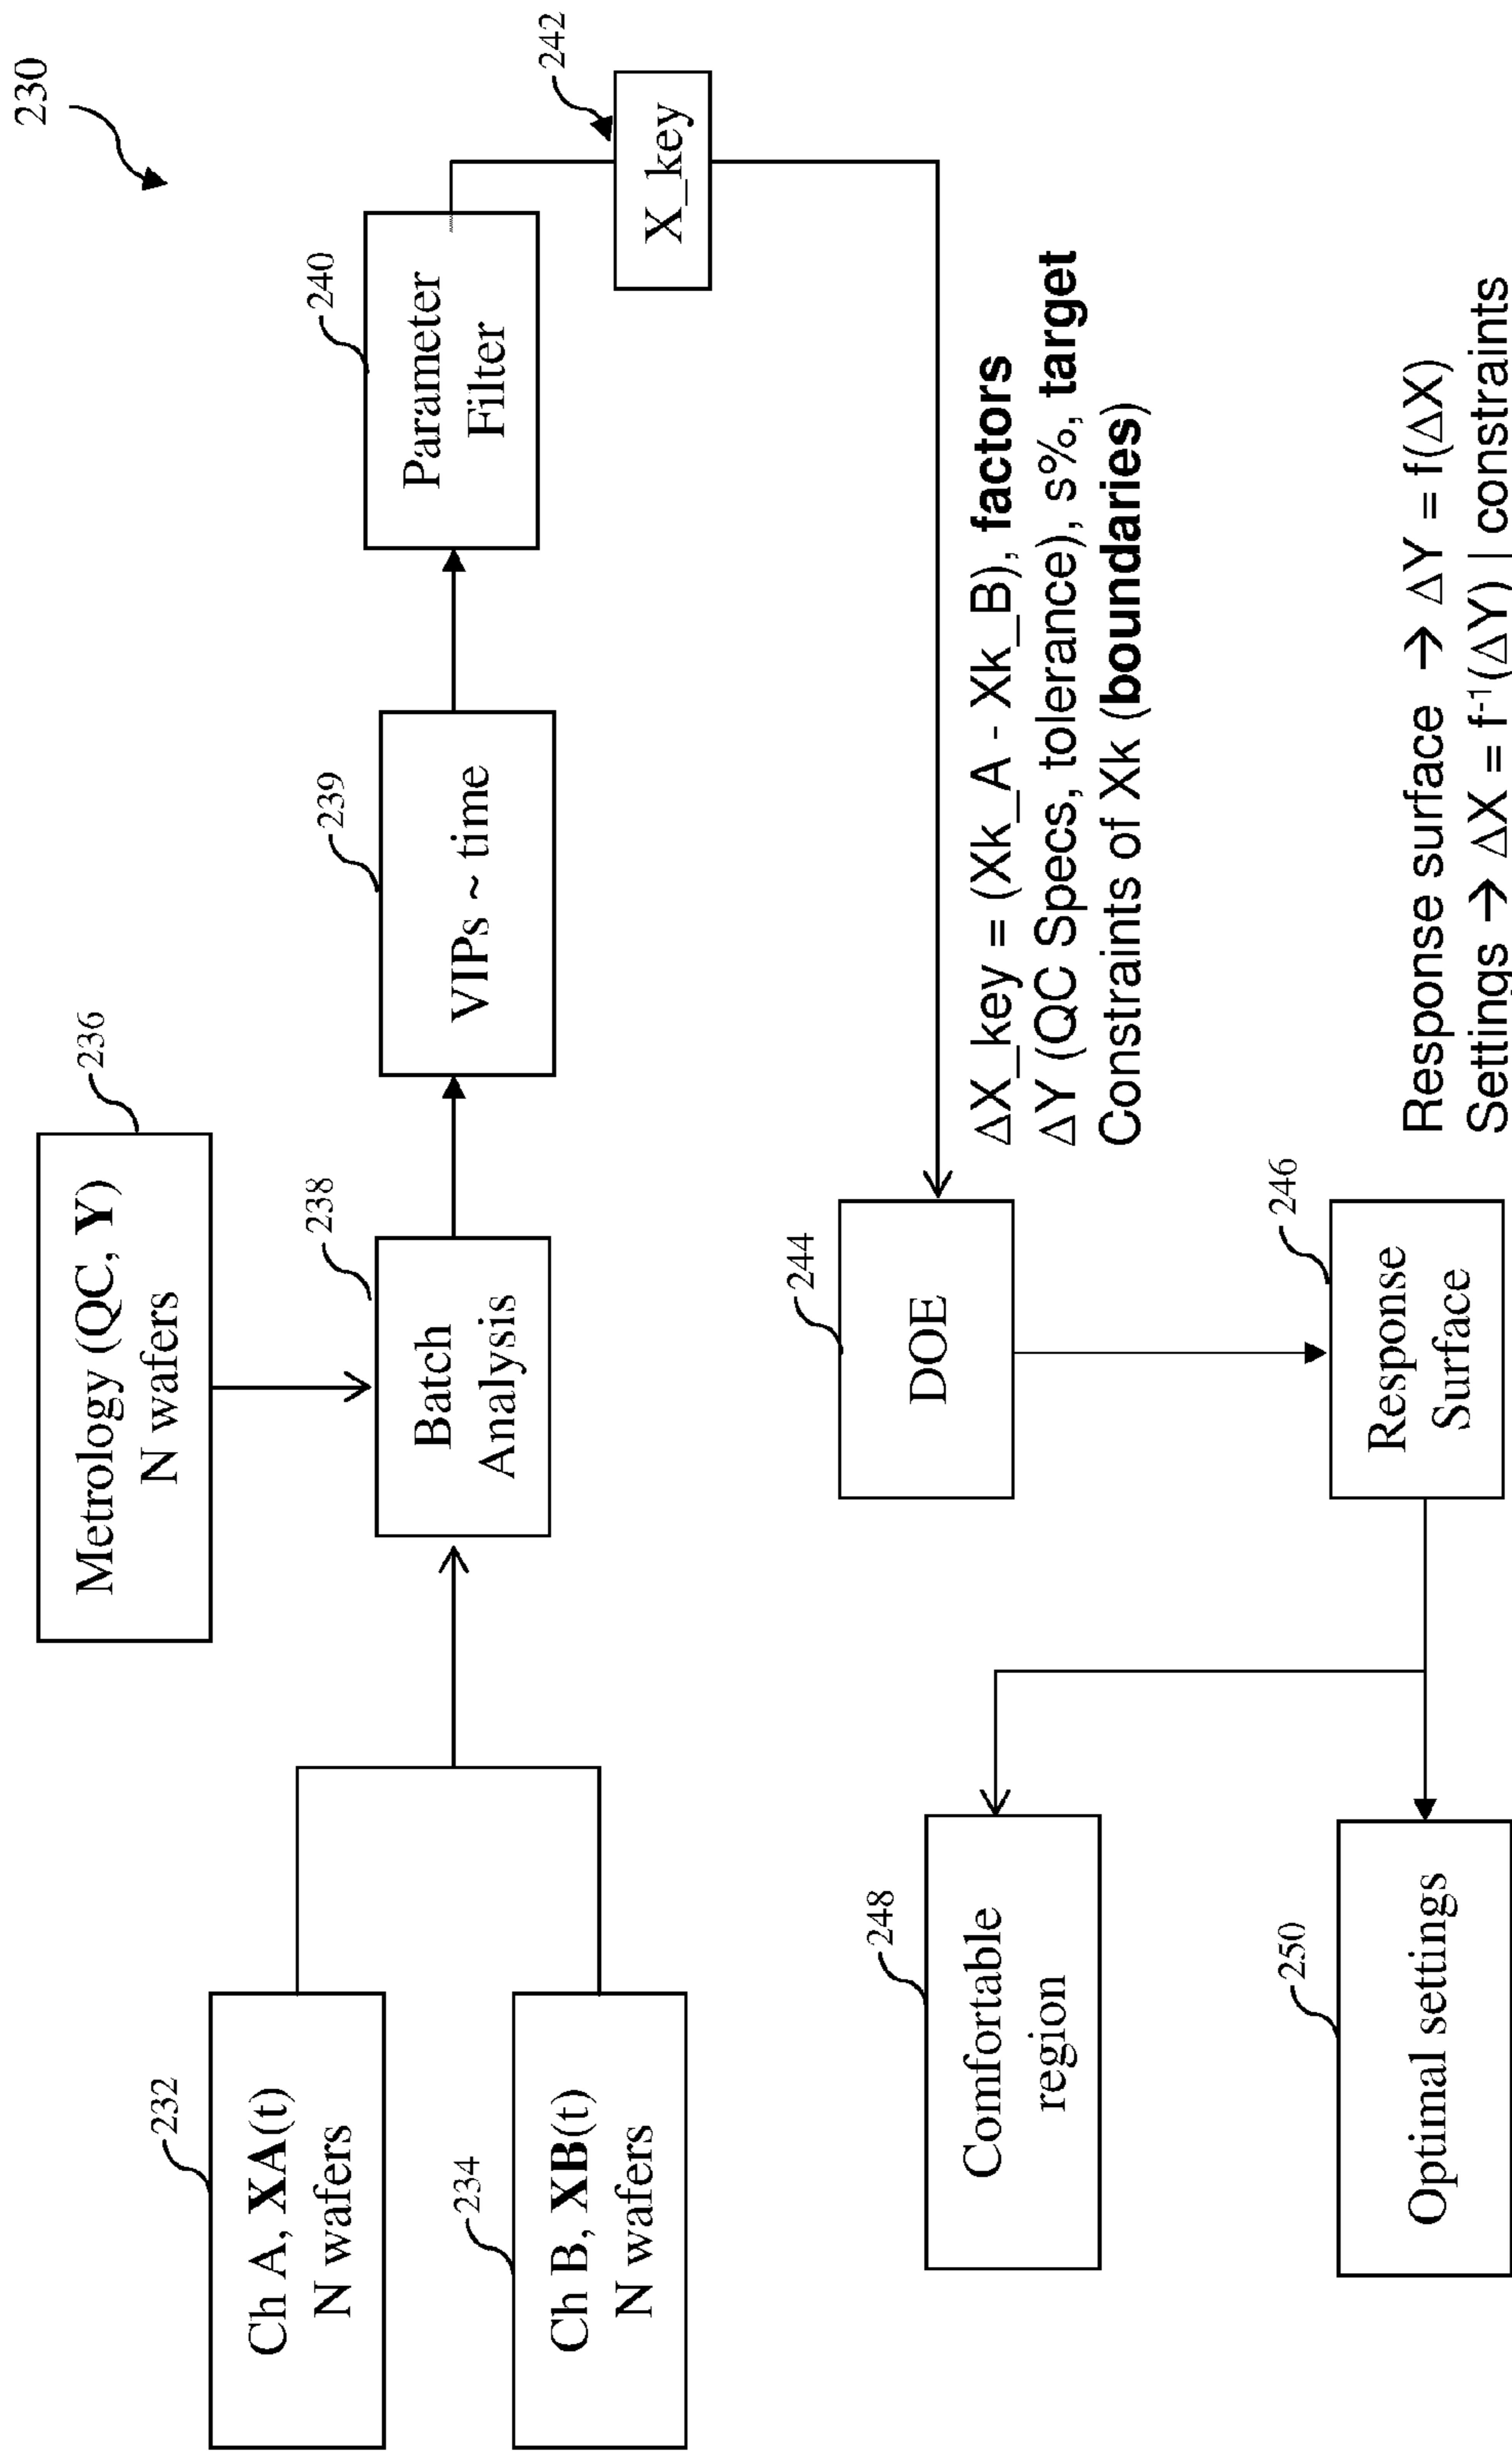 230
232
Ch A, XA(t)
N wafers
234
Ch B, XB(t)
N wafers
236
Metrology (QC, Y)
N wafers
238
Batch
Analysis
239
VIPs ~ time
240
Parameter
Filter
242
X_key
244
DOE
ΔX_key = (Xk_A - Xk_B), factors
ΔY (QC Specs, tolerance), s%, target
Constraints of Xk (boundaries)
246
Response
Surface
Response surface → ΔY = f(ΔX)
Settings → ΔX = f⁻¹(ΔY) | constraints
248
Comfortable
region
250
Optimal settings